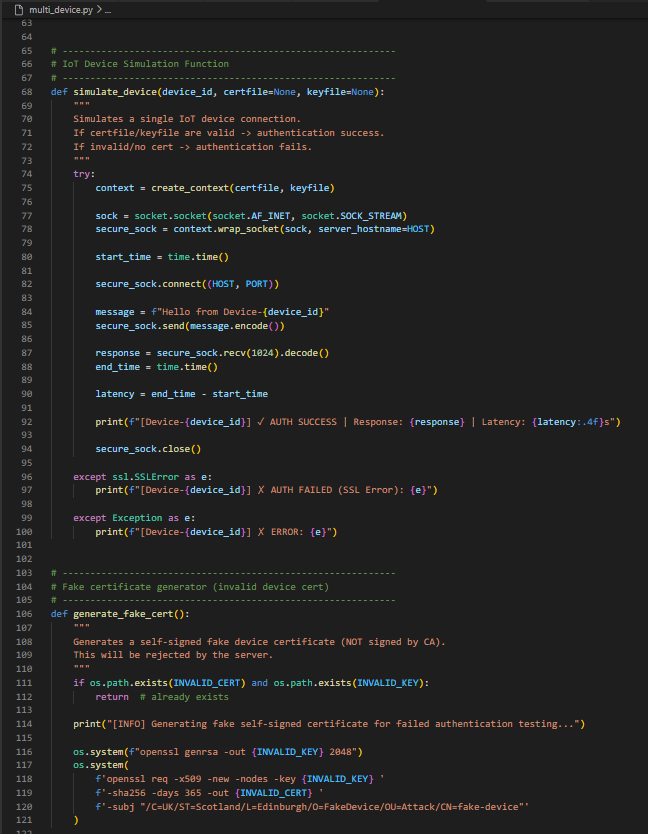 multi_device.py > ...
63
64
65 # ------------------------------------------------------------
66 # IoT Device Simulation Function
67 # ------------------------------------------------------------
68 def simulate_device(device_id, certfile=None, keyfile=None):
69     """
70     Simulates a single IoT device connection.
71     If certfile/keyfile are valid -> authentication success.
72     If invalid/no cert -> authentication fails.
73     """
74     try:
75         context = create_context(certfile, keyfile)
76
77         sock = socket.socket(socket.AF_INET, socket.SOCK_STREAM)
78         secure_sock = context.wrap_socket(sock, server_hostname=HOST)
79
80         start_time = time.time()
81
82         secure_sock.connect((HOST, PORT))
83
84         message = f"Hello from Device-{device_id}"
85         secure_sock.send(message.encode())
86
87         response = secure_sock.recv(1024).decode()
88         end_time = time.time()
89
90         latency = end_time - start_time
91
92         print(f"[Device-{device_id}] ✓ AUTH SUCCESS | Response: {response} | Latency: {latency:.4f}s")
93
94         secure_sock.close()
95
96     except ssl.SSLError as e:
97         print(f"[Device-{device_id}] ✗ AUTH FAILED (SSL Error): {e}")
98
99     except Exception as e:
100         print(f"[Device-{device_id}] ✗ ERROR: {e}")
101
102
103 # ------------------------------------------------------------
104 # Fake certificate generator (invalid device cert)
105 # ------------------------------------------------------------
106 def generate_fake_cert():
107     """
108     Generates a self-signed fake device certificate (NOT signed by CA).
109     This will be rejected by the server.
110     """
111     if os.path.exists(INVALID_CERT) and os.path.exists(INVALID_KEY):
112         return  # already exists
113
114     print("[INFO] Generating fake self-signed certificate for failed authentication testing...")
115
116     os.system(f"openssl genrsa -out {INVALID_KEY} 2048")
117     os.system(
118         f'openssl req -x509 -new -nodes -key {INVALID_KEY} '
119         f'-sha256 -days 365 -out {INVALID_CERT} '
120         f'-subj "/C=UK/ST=Scotland/L=Edinburgh/O=FakeDevice/OU=Attack/CN=fake-device"'
121     )
122